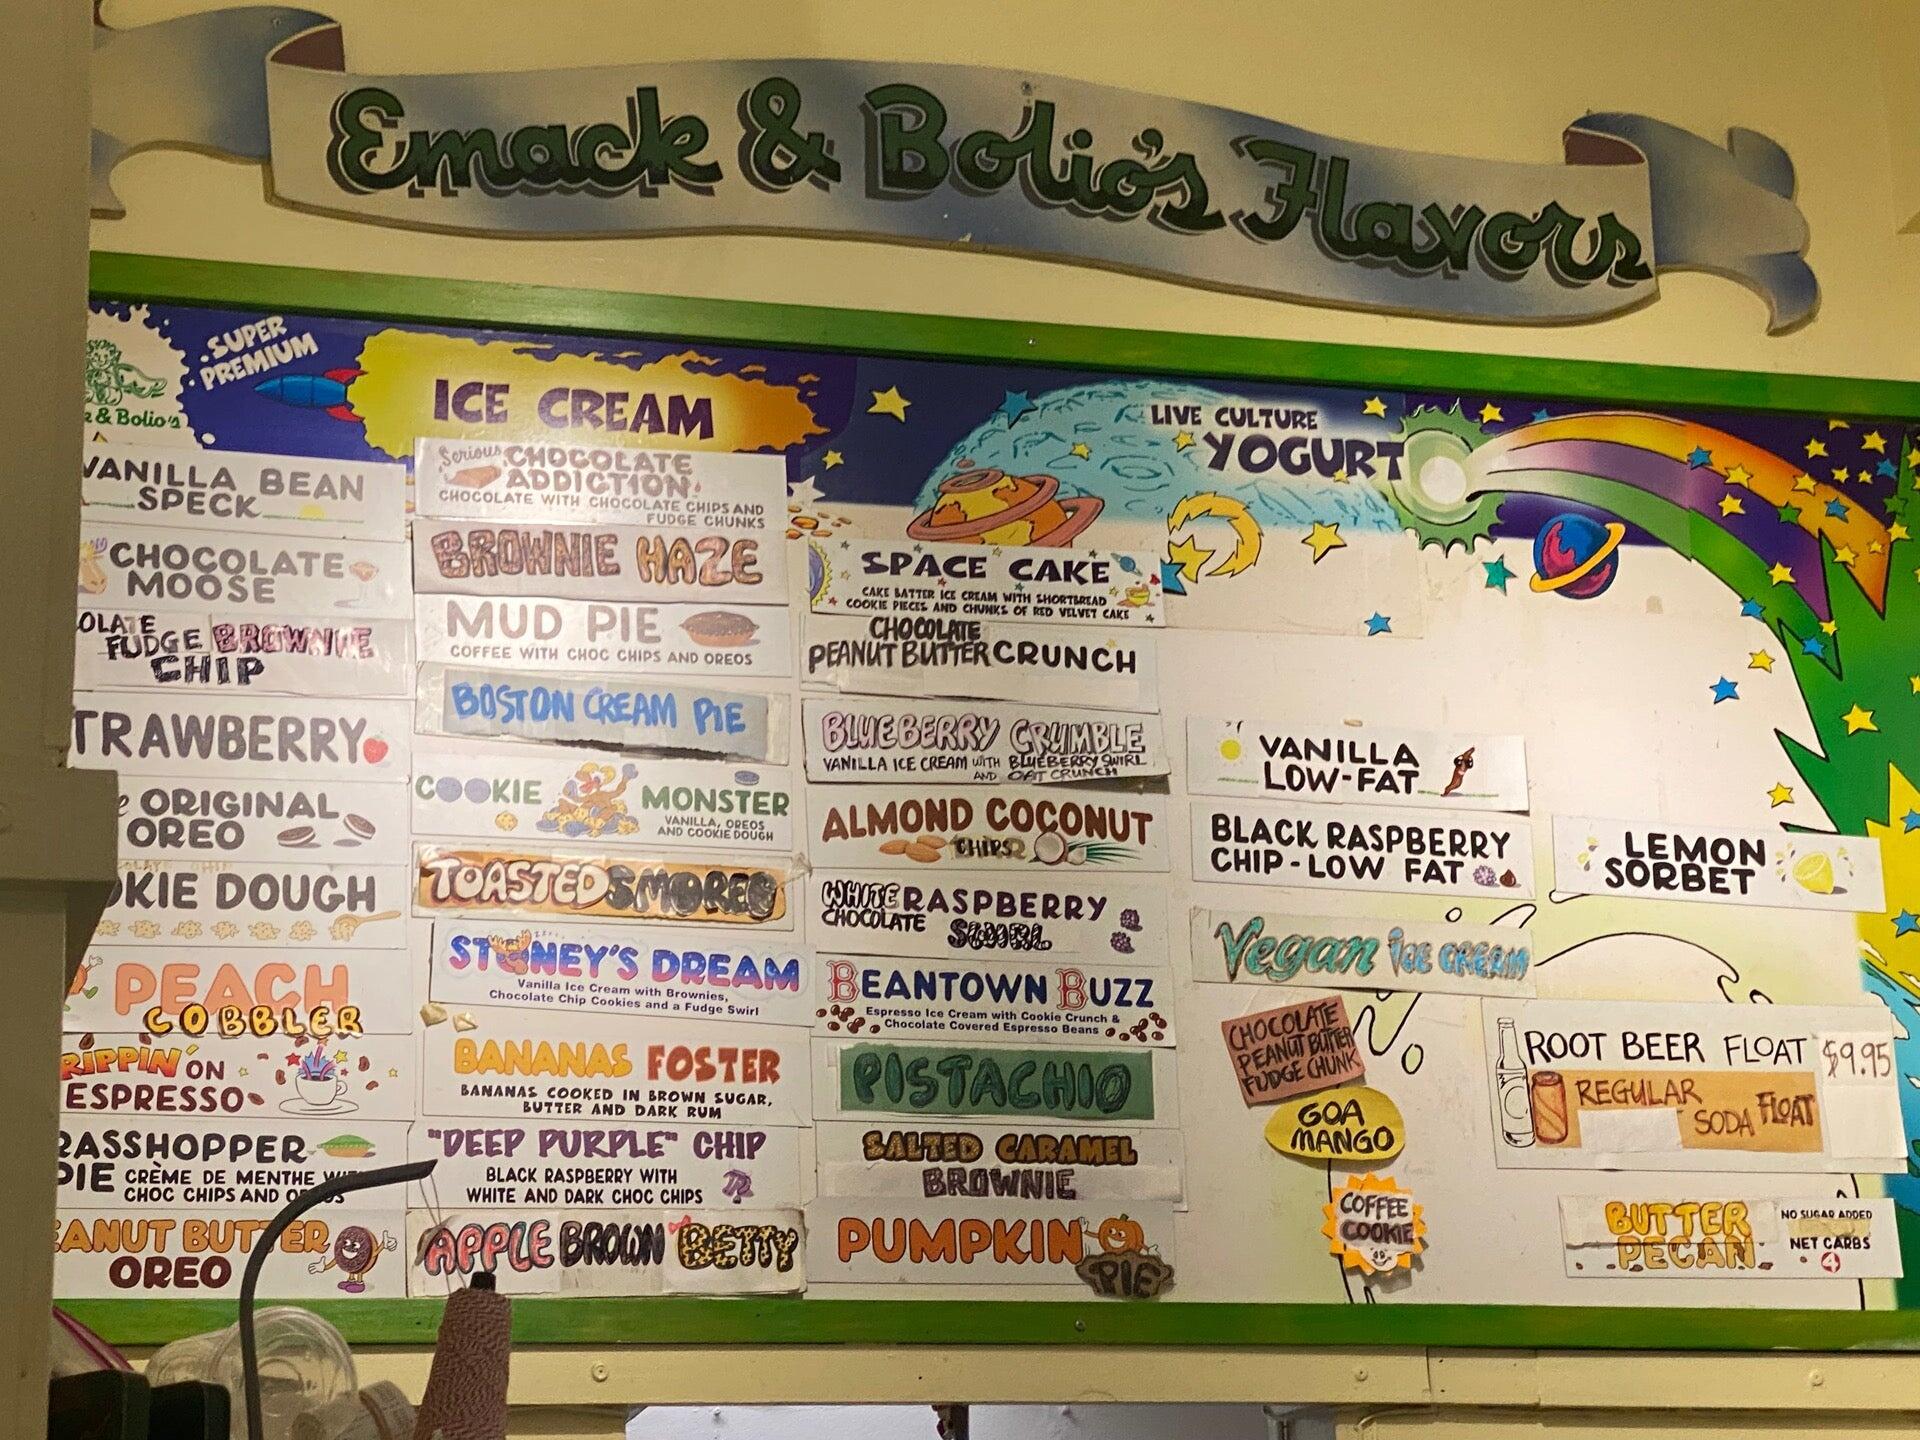 Emack & Bolio's Flavors
SUPER
PREMIUM
& Bolio's
ICE CREAM
LIVE CULTURE
YOGURT
VANILLA BEAN
SPECK
CHOCOLATE
MOOSE
OLATE
FUDGE BROWNIE
CHIP
TRAWBERRY
ORIGINAL
OREO
KIE DOUGH
PEACH
COBBLER
RIPPIN' ON
ESPRESSO
RASSHOPPER
PIE CRÈME DE MENTHE WITH
CHOC CHIPS AND OREOS
EANUT BUTTER
OREO
Serious CHOCOLATE
ADDICTION
CHOCOLATE WITH CHOCOLATE CHIPS AND
FUDGE CHUNKS
BROWNIE HAZE
MUD PIE
COFFEE WITH CHOC CHIPS AND OREOS
BOSTON CREAM PIE
COOKIE MONSTER
VANILLA, OREOS
AND COOKIE DOUGH
TOASTED SMORES
STONEY'S DREAM
Vanilla Ice Cream with Brownies,
Chocolate Chip Cookies and a Fudge Swirl
BANANAS FOSTER
BANANAS COOKED IN BROWN SUGAR,
BUTTER AND DARK RUM
"DEEP PURPLE" CHIP
BLACK RASPBERRY WITH
WHITE AND DARK CHOC CHIPS
APPLE BROWN BETTY
SPACE CAKE
CAKE BATTER ICE CREAM WITH SHORTBREAD
COOKIE PIECES AND CHUNKS OF RED VELVET CAKE
CHOCOLATE
PEANUT BUTTER CRUNCH
BLUEBERRY CRUMBLE
VANILLA ICE CREAM WITH BLUEBERRY SWIRL
AND OAT CRUNCH
ALMOND COCONUT
CHIPS
WHITE
CHOCOLATE RASPBERRY
SWIRL
BEANTOWN BUZZ
Espresso Ice Cream with Cookie Crunch &
Chocolate Covered Espresso Beans
PISTACHIO
SALTED CARAMEL
BROWNIE
PUMPKIN
PIE
VANILLA
LOW-FAT
BLACK RASPBERRY
CHIP - LOW FAT
Vegan ICE CREAM
CHOCOLATE
PEANUT BUTTER
FUDGE CHUNK
GOA
MANGO
COFFEE
COOKIE
LEMON
SORBET
ROOT BEER FLOAT $9.95
REGULAR
SODA FLOAT
BUTTER
PECAN
NO SUGAR ADDED
NET CARBS
4